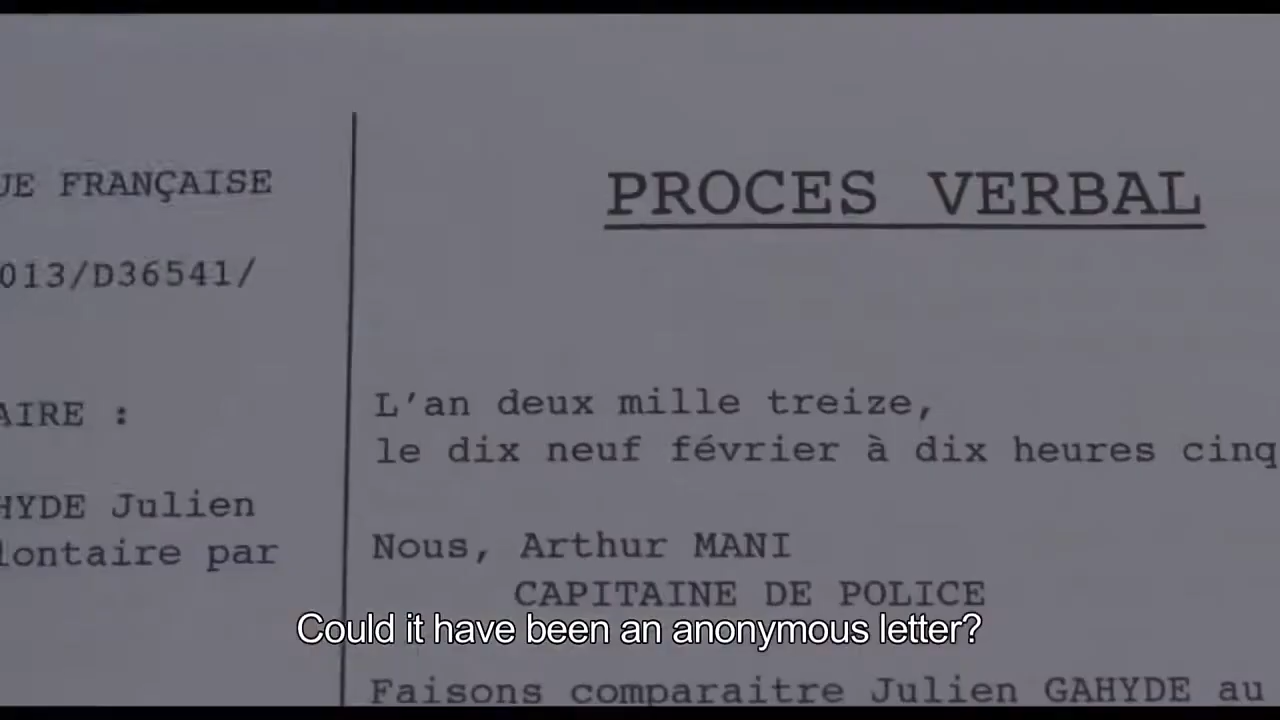 UE FRANÇAISE
013/D36541/
AIRE :
HYDE Julien
lontaire par
PROCES VERBAL
L'an deux mille treize,
le dix neuf février à dix heures cinq
Nous, Arthur MANI
CAPITAINE DE POLICE
Faisons comparaitre Julien GAHYDE au
Could it have been an anonymous letter?